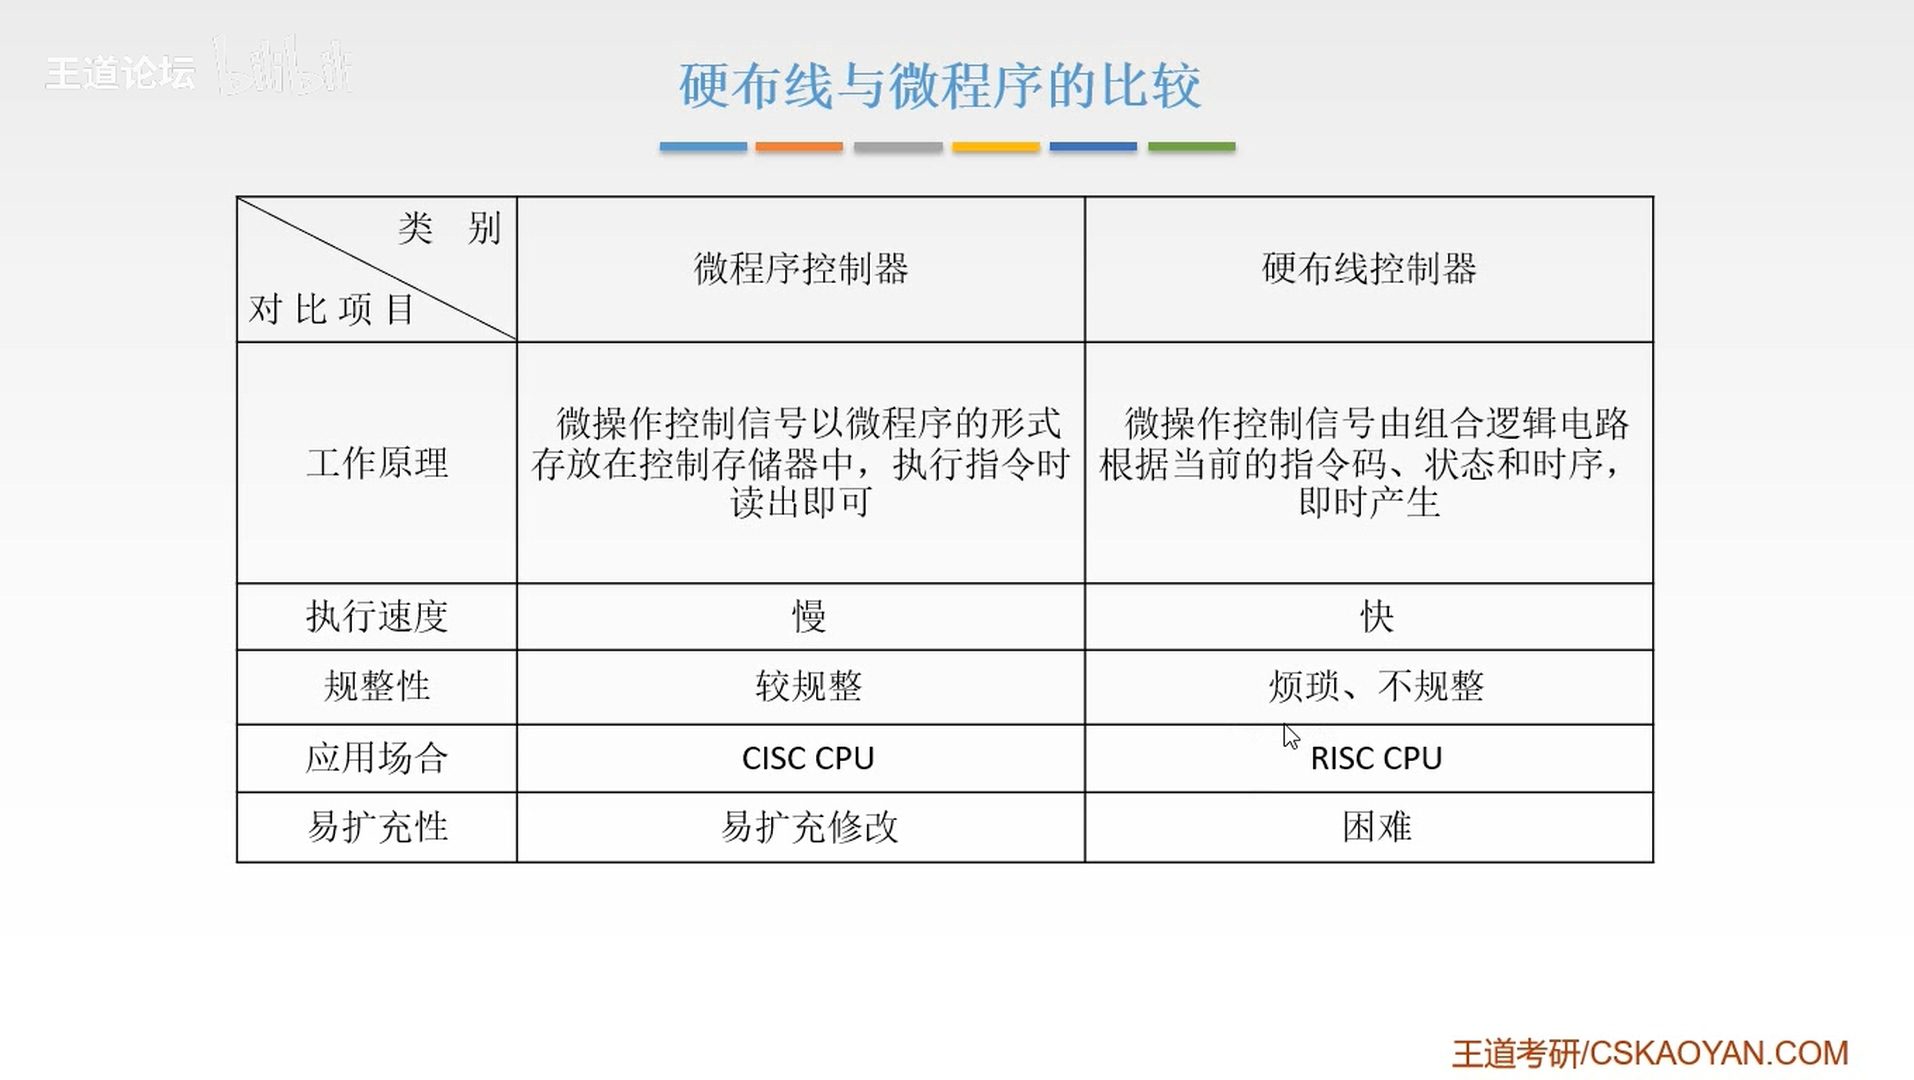 王道论坛 bilibili
硬布线与微程序的比较
类 别
对比项目
微程序控制器
硬布线控制器
工作原理
微操作控制信号以微程序的形式
存放在控制存储器中，执行指令时
读出即可
微操作控制信号由组合逻辑电路
根据当前的指令码、状态和时序，
即时产生
执行速度
慢
快
规整性
较规整
烦琐、不规整
应用场合
CISC CPU
RISC CPU
易扩充性
易扩充修改
困难
王道考研/CSKAOYAN.COM